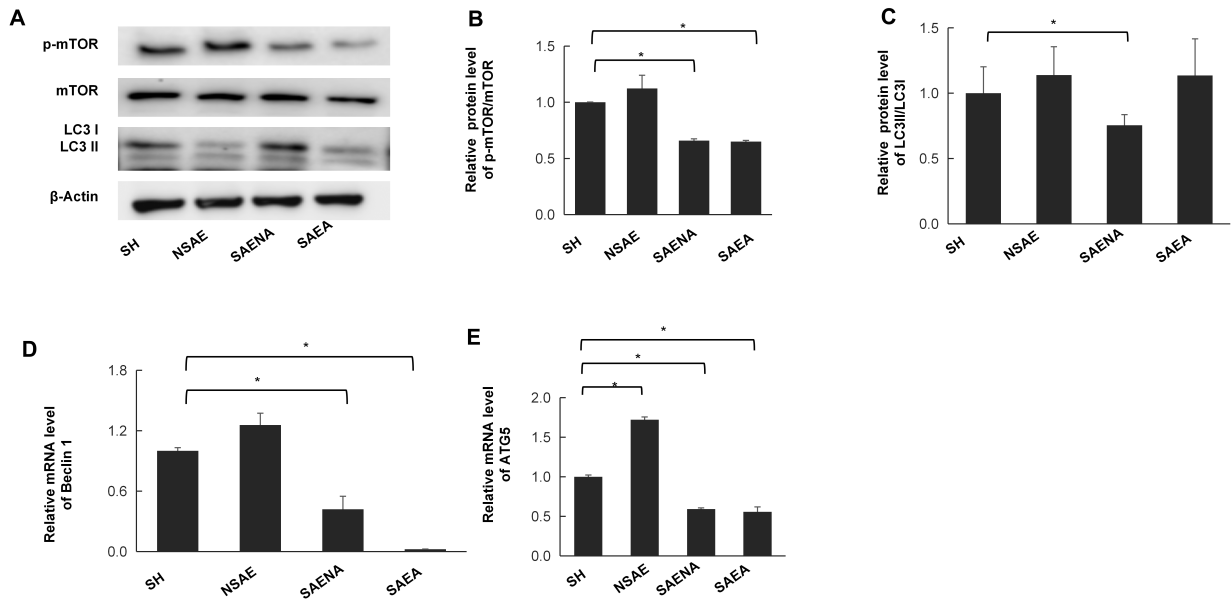 A
p-mTOR
mTOR
LC3 I
LC3 II
β-Actin
SH
NSAE
SAENA
SAEA
B
Relative protein level
of p-mTOR/mTOR
1.5
1.0
0.5
0.0
*
*
SH
NSAE
SAENA
SAEA
C
Relative protein level
of LC3II/LC3I
1.5
1.0
0.5
0.0
*
SH
NSAE
SAENA
SAEA
D
Relative mRNA level
of Beclin 1
1.8
1.2
0.6
0.0
*
*
SH
NSAE
SAENA
SAEA
E
Relative mRNA level
of ATG5
2.0
1.5
1.0
0.5
0.0
*
*
*
SH
NSAE
SAENA
SAEA